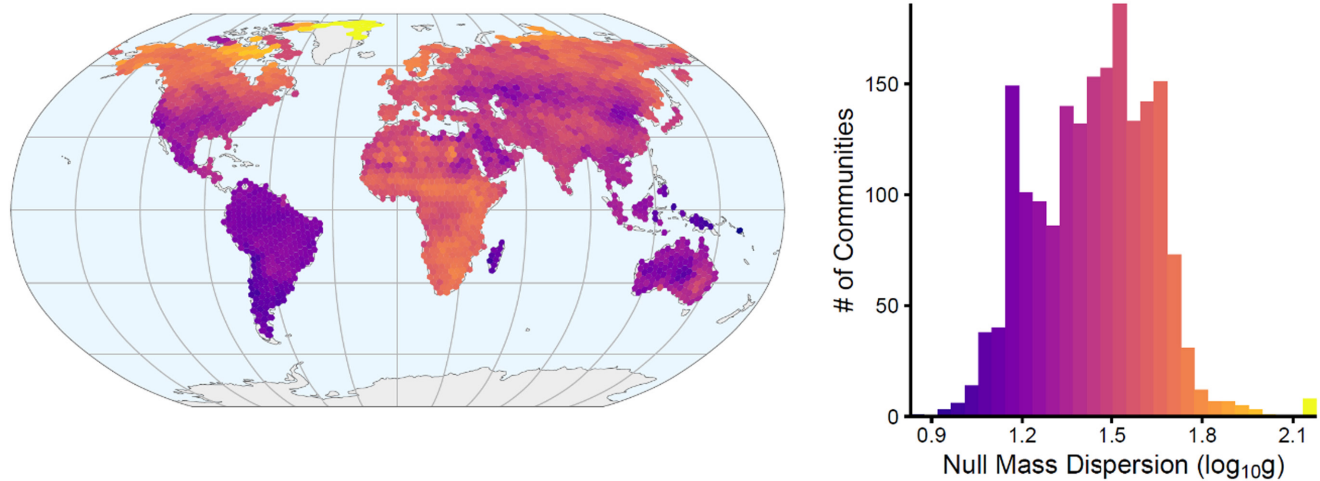 150
100
50
0
# of Communities
0.9 1.2 1.5 1.8 2.1
Null Mass Dispersion (log₁₀g)